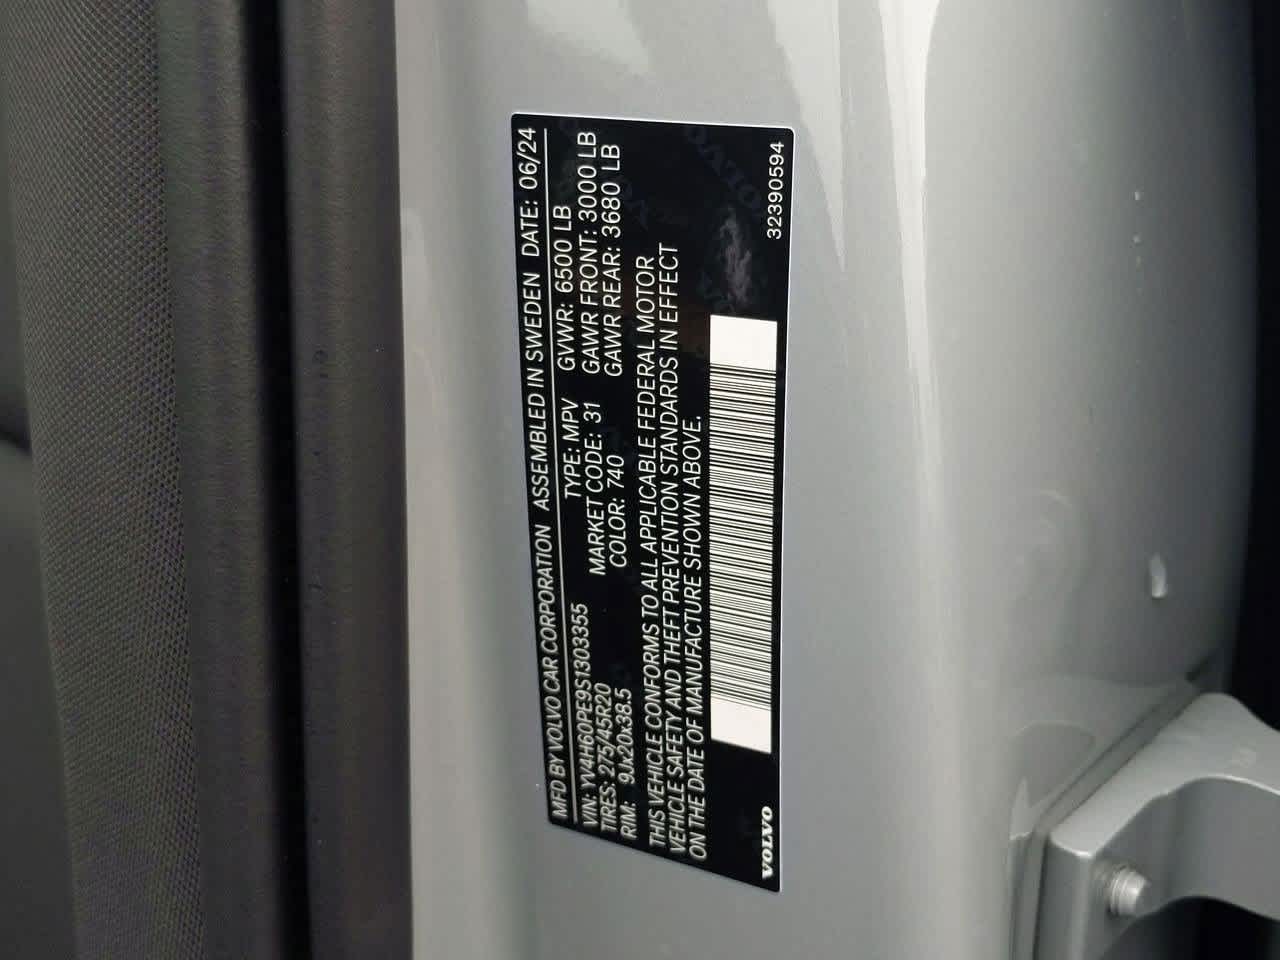 MFD BY VOLVO CAR CORPORATION ASSEMBLED IN SWEDEN DATE: 06/24
VIN: YV4H60PE9S1303355 TYPE: MPV GVWR: 6500 LB
TIRES: 275/45R20 MARKET CODE: 31 GAWR FRONT: 3000 LB
RIM: 9Jx20x38.5 COLOR: 740 GAWR REAR: 3680 LB
THIS VEHICLE CONFORMS TO ALL APPLICABLE FEDERAL MOTOR
VEHICLE SAFETY AND THEFT PREVENTION STANDARDS IN EFFECT
ON THE DATE OF MANUFACTURE SHOWN ABOVE.
VOLVO 32390594